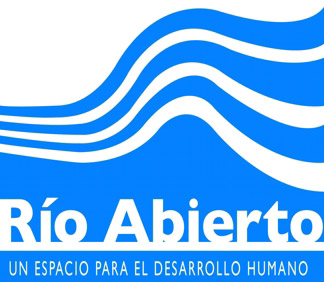 Río Abierto
UN ESPACIO PARA EL DESARROLLO HUMANO